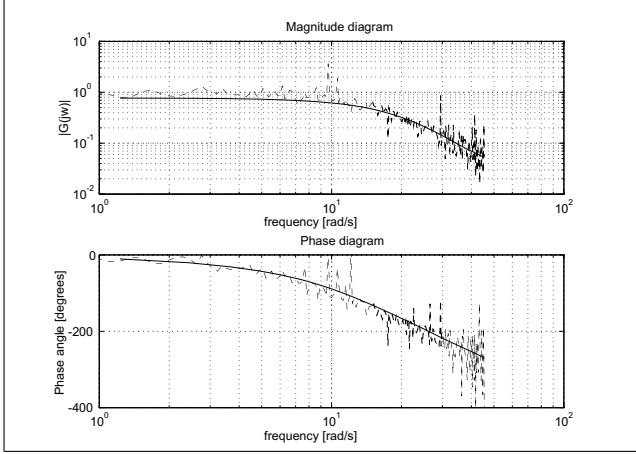 Magnitude diagram
10^1
10^0
10^-1
10^-2
|G(jw)|
10^0 10^1 10^2
frequency [rad/s]
Phase diagram
0
-200
-400
Phase angle [degrees]
10^0 10^1 10^2
frequency [rad/s]